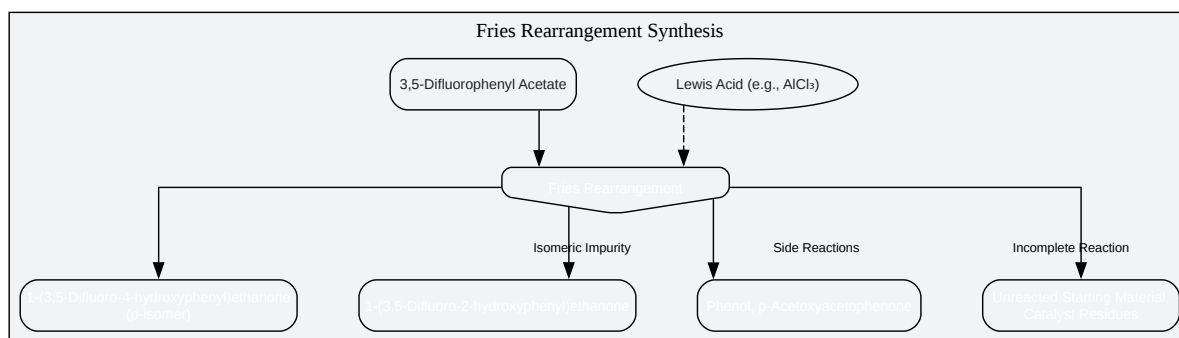 Fries Rearrangement Synthesis
3,5-Difluorophenyl Acetate
Lewis Acid (e.g., AlCl₃)
Fries Rearrangement
Isomeric Impurity
Side Reactions
Incomplete Reaction
1-(3,5-Difluoro-4-hydroxyphenyl)ethanone
(p-isomer)
1-(3,5-Difluoro-2-hydroxyphenyl)ethanone
Phenol, p-Acetoxyacetophenone
Unreacted Starting Material,
Catalyst Residues